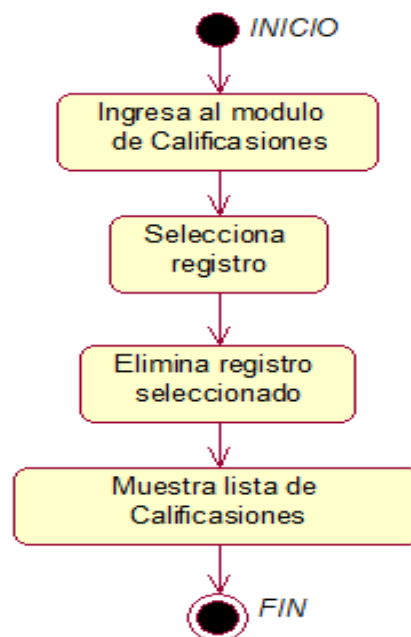 INICIO
Ingresa al modulo
de Calificasiones
Selecciona
registro
Elimina registro
seleccionado
Muestra lista de
Calificasiones
FIN